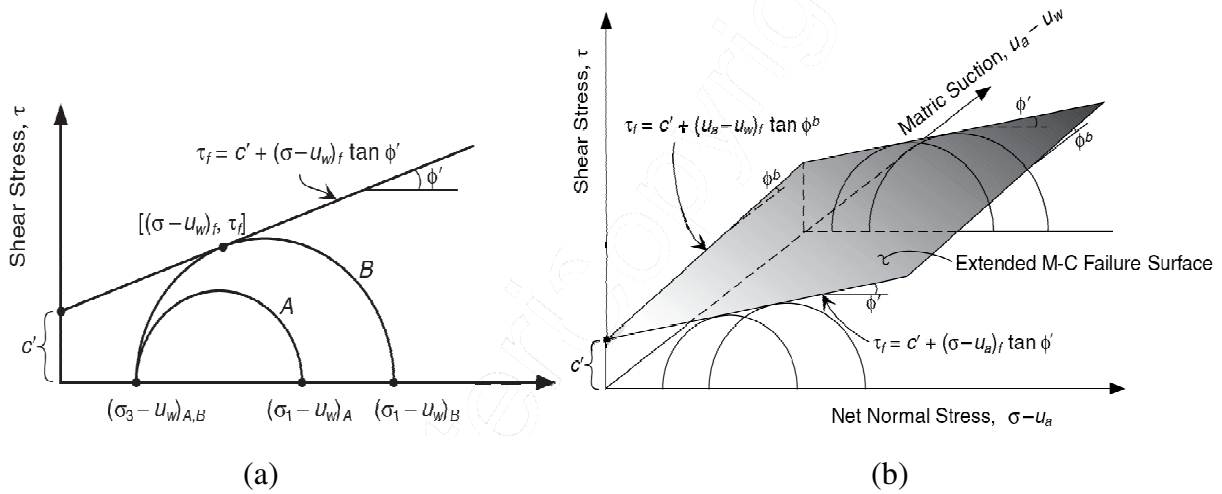 Shear Stress, τ
τf = c′ + (σ–uw)f tan ϕ′
ϕ′
[(σ–uw)f, τf]
B
A
c′
(σ3–uw)A,B
(σ1–uw)A
(σ1–uw)B
(a)
Shear Stress, τ
Matric Suction, ua – uw
τf = c′ + (ua–uw)f tan ϕb
ϕ′
ϕb
ϕb
τ
Extended M-C Failure Surface
ϕ′
c′
τf = c′ + (σ–ua)f tan ϕ′
Net Normal Stress, σ–ua
(b)